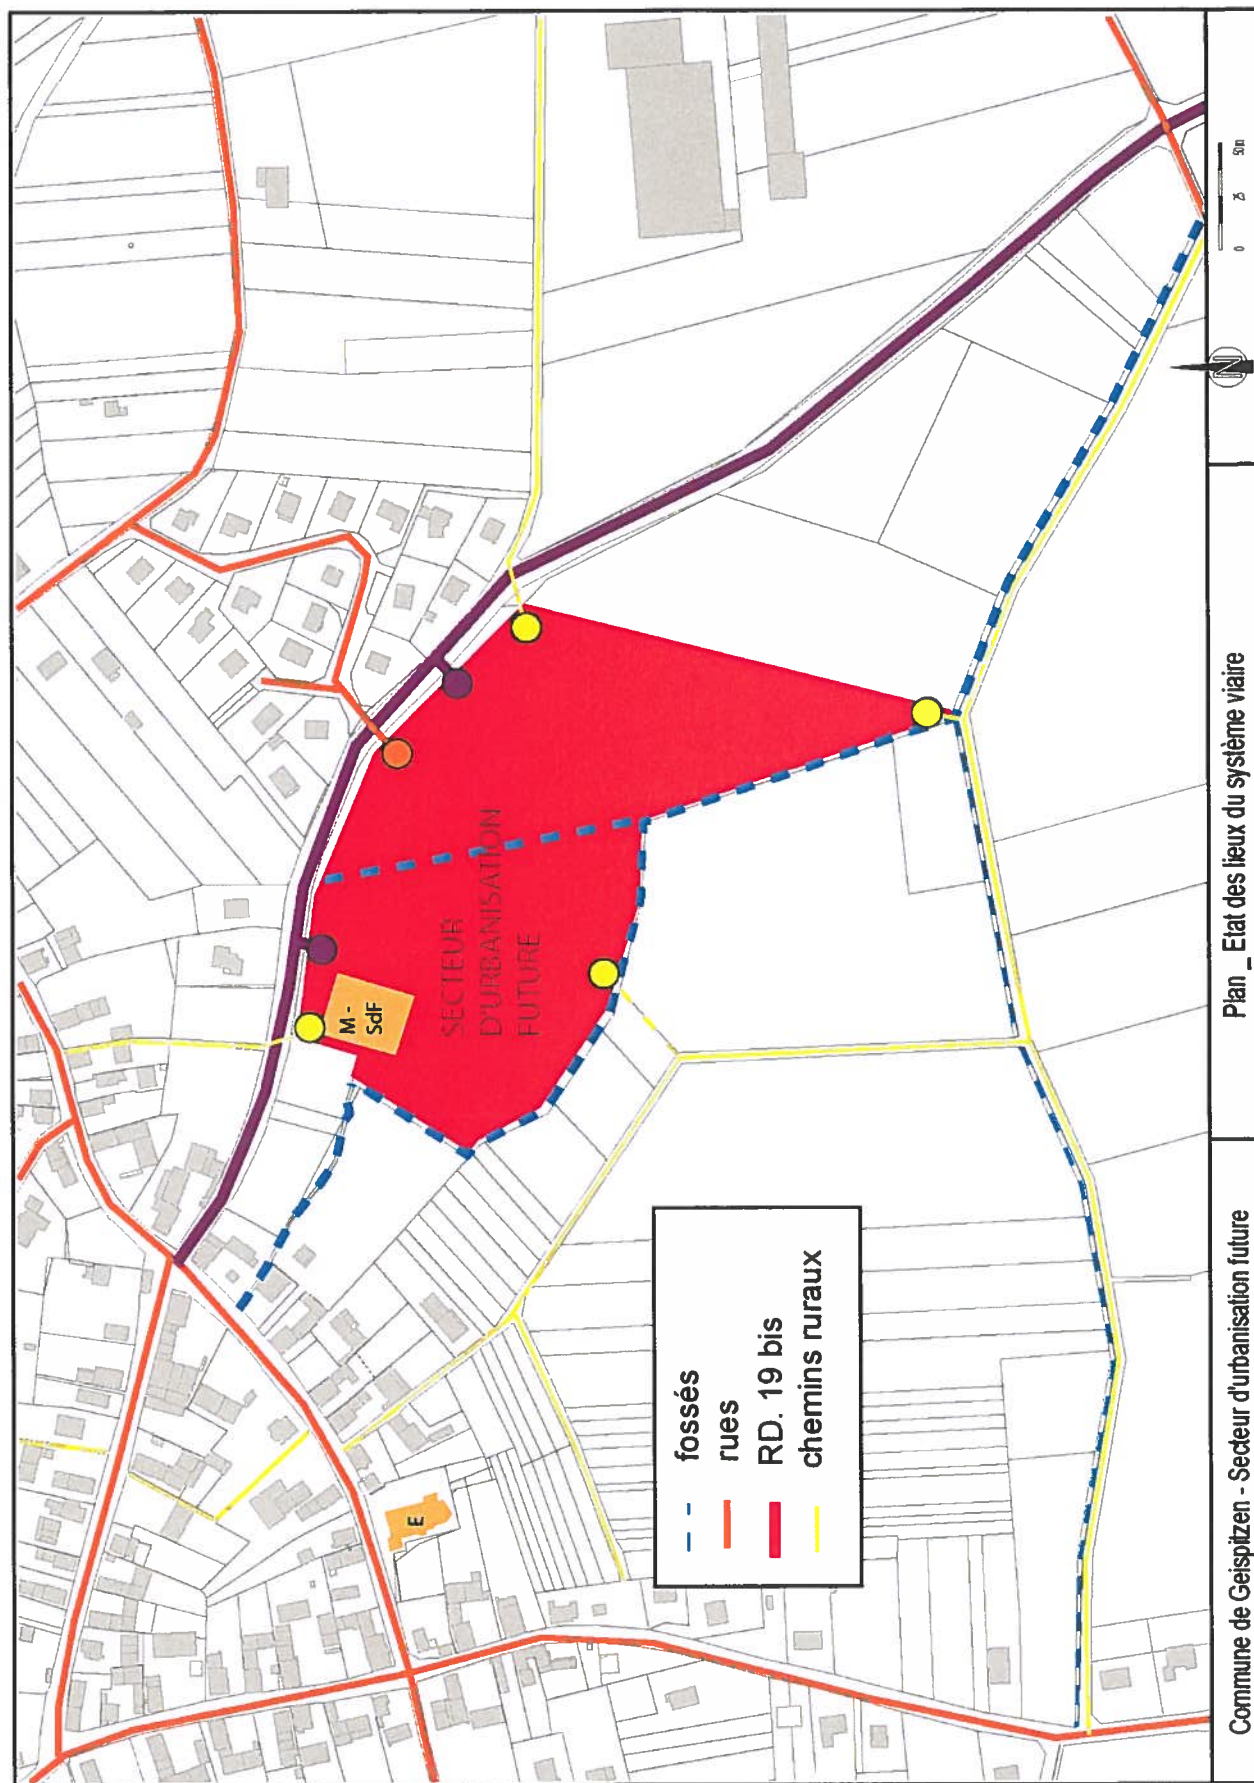 SECTEUR
D'URBANISATION
FUTURE
M -
SdF
E
fossés
rues
RD. 19 bis
chemins ruraux
Commune de Geispitzen - Secteur d'urbanisation future
Plan _ Etat des lieux du système viaire
N
0 25 50m